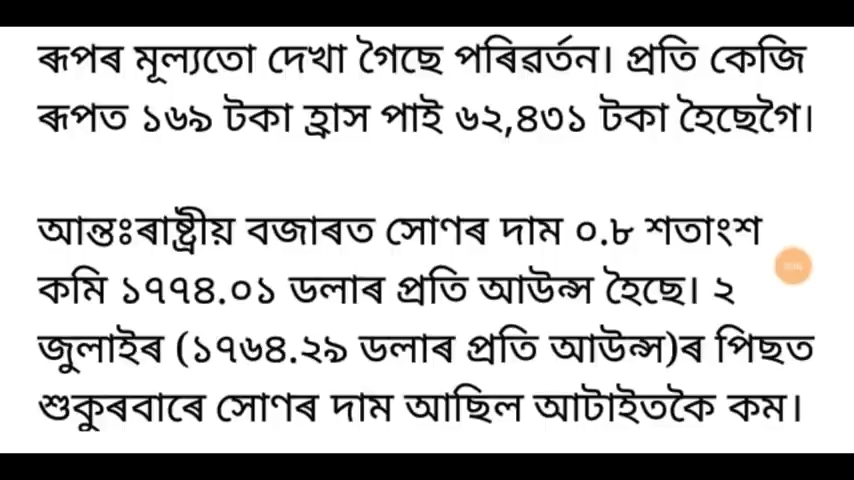 ৰূপৰ মূল্যতো দেখা গৈছে পৰিৱৰ্তন। প্ৰতি কেজি
ৰূপত ১৬৯ টকা হ্ৰাস পাই ৬২,৪৩১ টকা হৈছেগৈ।
আন্তঃৰাষ্ট্ৰীয় বজাৰত সোণৰ দাম ০.৮ শতাংশ
কমি ১৭৭৪.০১ ডলাৰ প্ৰতি আউন্স হৈছে। ২
জুলাইৰ (১৭৬৪.২৯ ডলাৰ প্ৰতি আউন্স)ৰ পিছত
শুকুৰবাৰে সোণৰ দাম আছিল আটাইতকৈ কম।